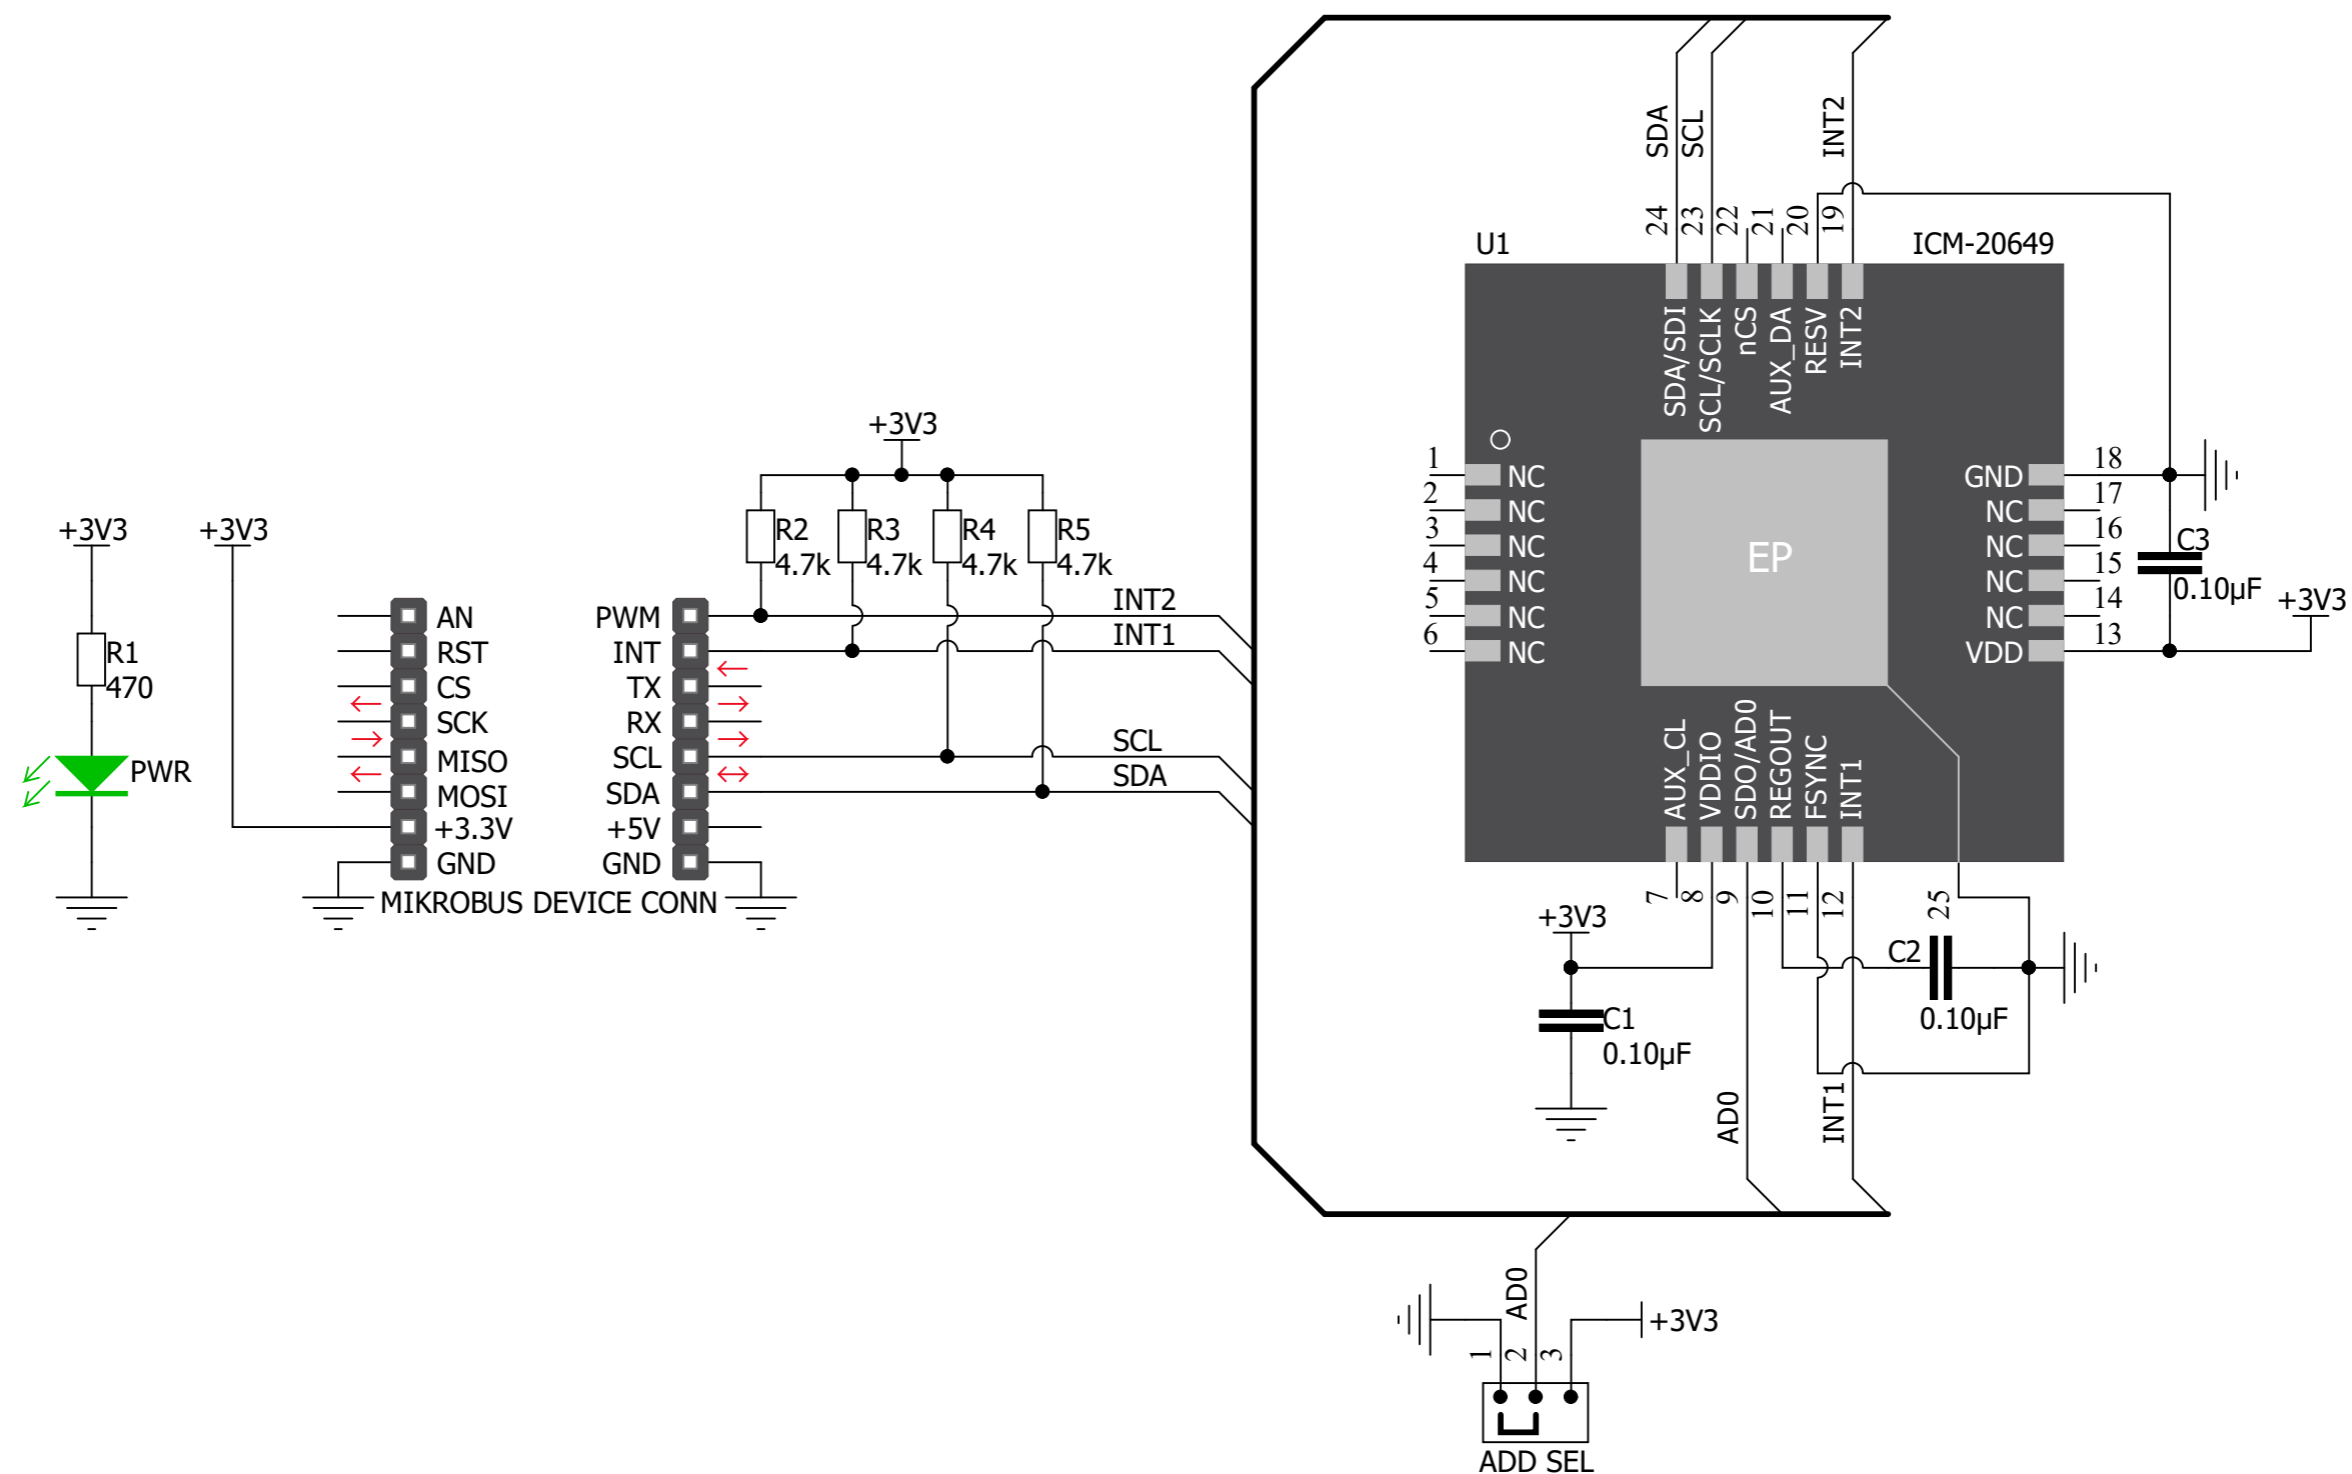 SDA
SCL
INT2
24
23
22
21
20
19
U1
ICM-20649
SDA/SDI
SCL/SCLK
nCS
AUX_DA
RESV
INT2
1
NC
2
NC
3
NC
4
NC
5
NC
6
NC
EP
GND
18
NC
17
NC
16
NC
15
NC
14
VDD
13
C3
0.10µF
+3V3
AUX_CL
VDDIO
SDO/AD0
REGOUT
FSYNC
INT1
7
8
9
10
11
12
25
+3V3
C1
0.10µF
C2
0.10µF
AD0
INT1
+3V3
R2
4.7k
R3
4.7k
R4
4.7k
R5
4.7k
INT2
INT1
SCL
SDA
+3V3
R1
470
PWR
+3V3
AN
RST
CS
SCK
MISO
MOSI
+3.3V
GND
PWM
INT
TX
RX
SCL
SDA
+5V
GND
MIKROBUS DEVICE CONN
AD0
+3V3
1
2
3
ADD SEL